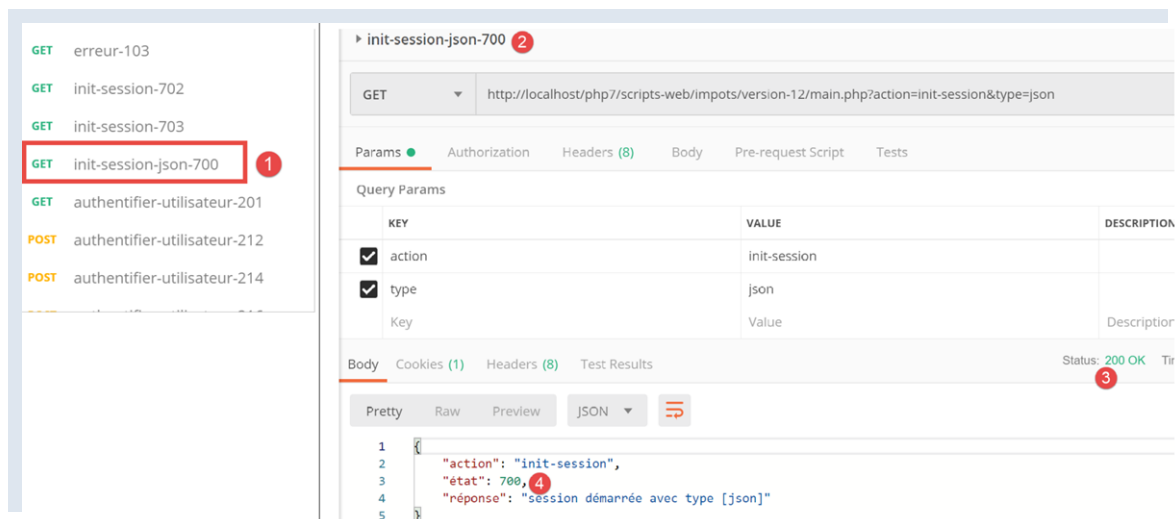 GET erreur-103
GET init-session-702
GET init-session-703
GET init-session-json-700 1
GET authentifier-utilisateur-201
POST authentifier-utilisateur-212
POST authentifier-utilisateur-214
init-session-json-700 2
GET http://localhost/php7/scripts-web/impots/version-12/main.php?action=init-session&type=json
Params Authorization Headers (8) Body Pre-request Script Tests
Query Params
KEY VALUE DESCRIPTION
action init-session
type json
Key Value Description
Body Cookies (1) Headers (8) Test Results Status: 200 OK
3
Pretty Raw Preview JSON
1 {
2 "action": "init-session",
3 "état": 700, 4
4 "réponse": "session démarrée avec type [json]"
5 }